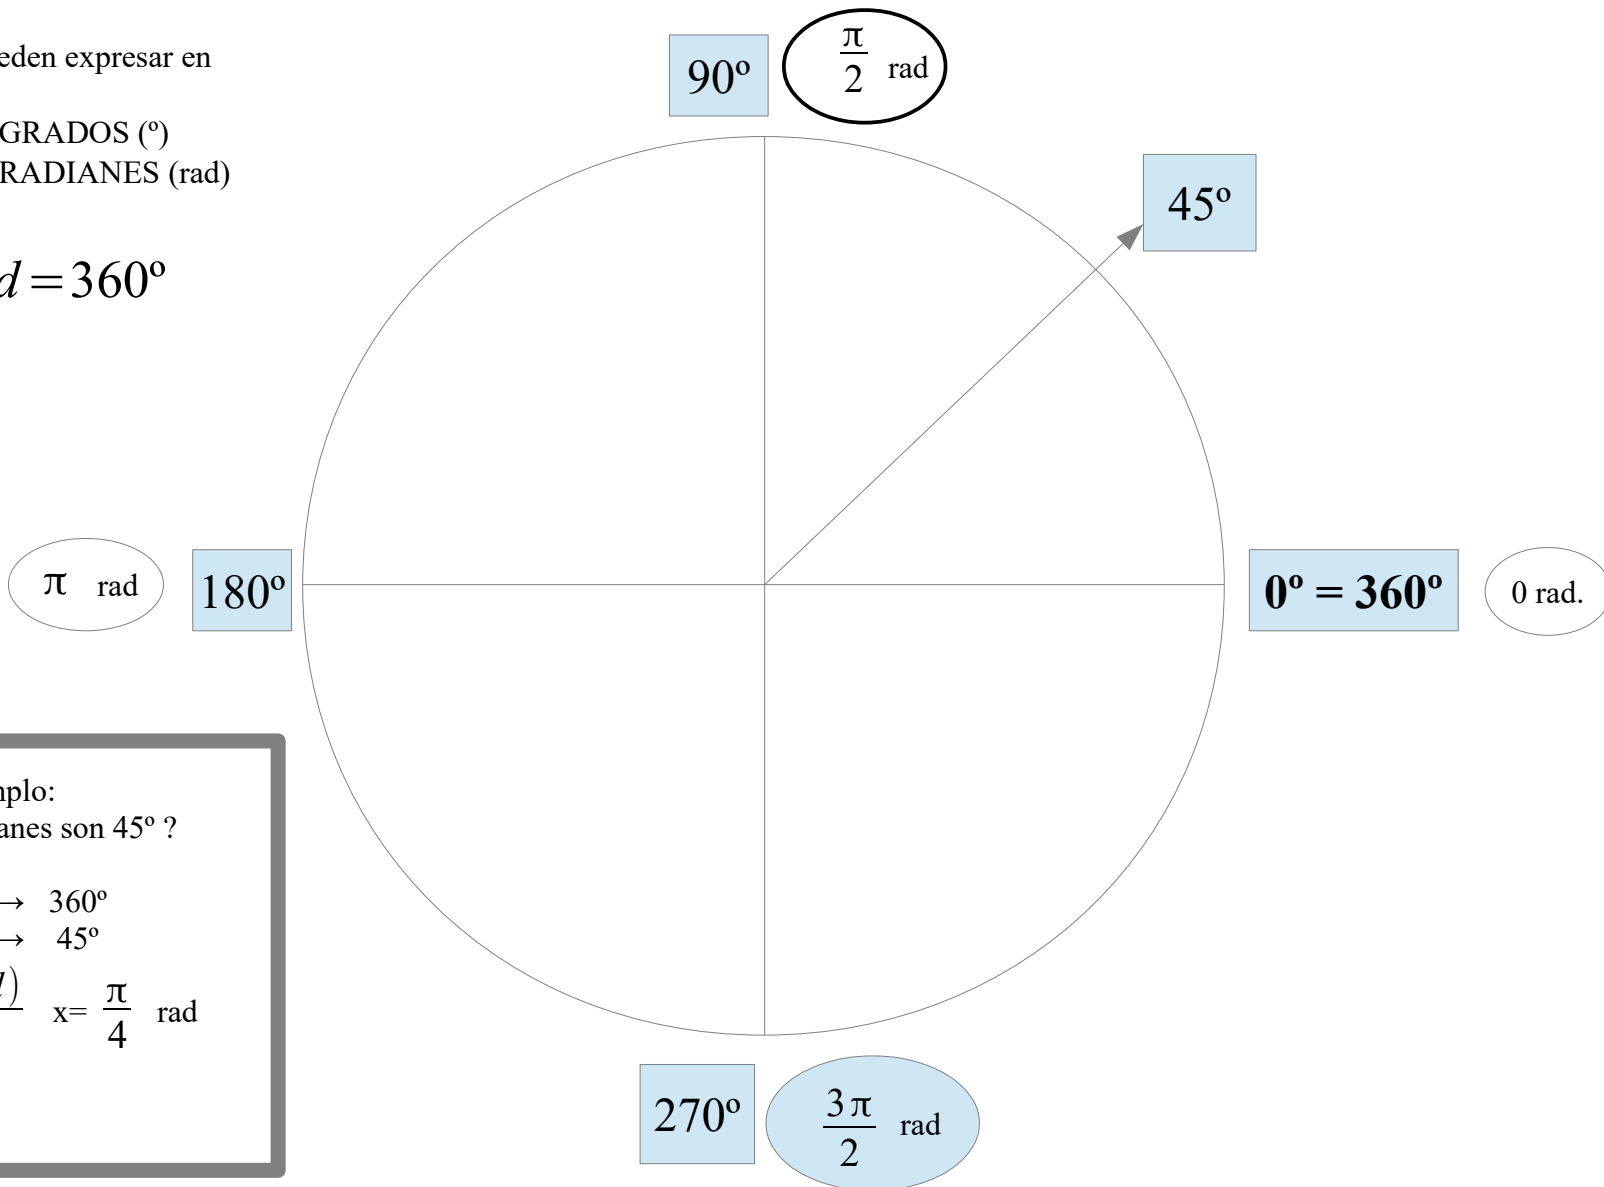 eden expresar en
GRADOS (º)
RADIANES (rad)
d = 360º
90º
π/2 rad
45º
π rad
180º
0º = 360º
0 rad.
mplo:
anes son 45º ?
→ 360º
→ 45º
d) x= π/4 rad
270º
3π/2 rad